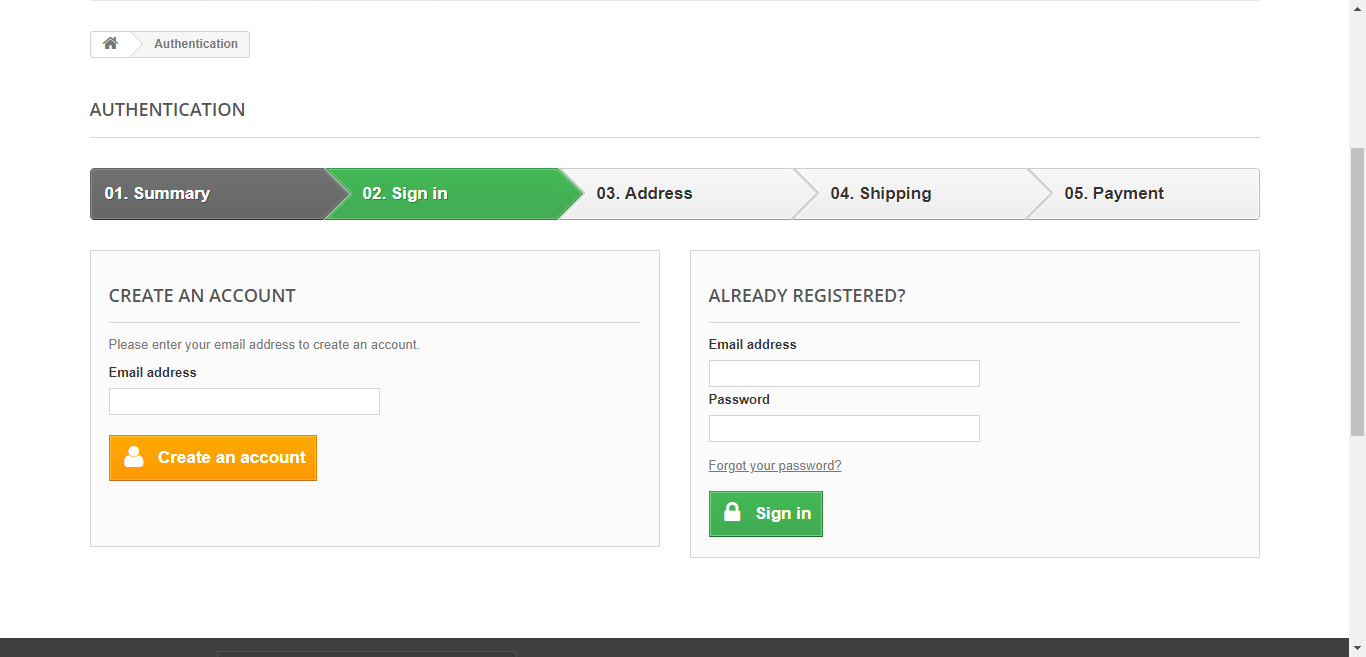 Authentication
AUTHENTICATION
01. Summary
02. Sign in
03. Address
04. Shipping
05. Payment
CREATE AN ACCOUNT
Please enter your email address to create an account.
Email address
Create an account
ALREADY REGISTERED?
Email address
Password
Forgot your password?
Sign in